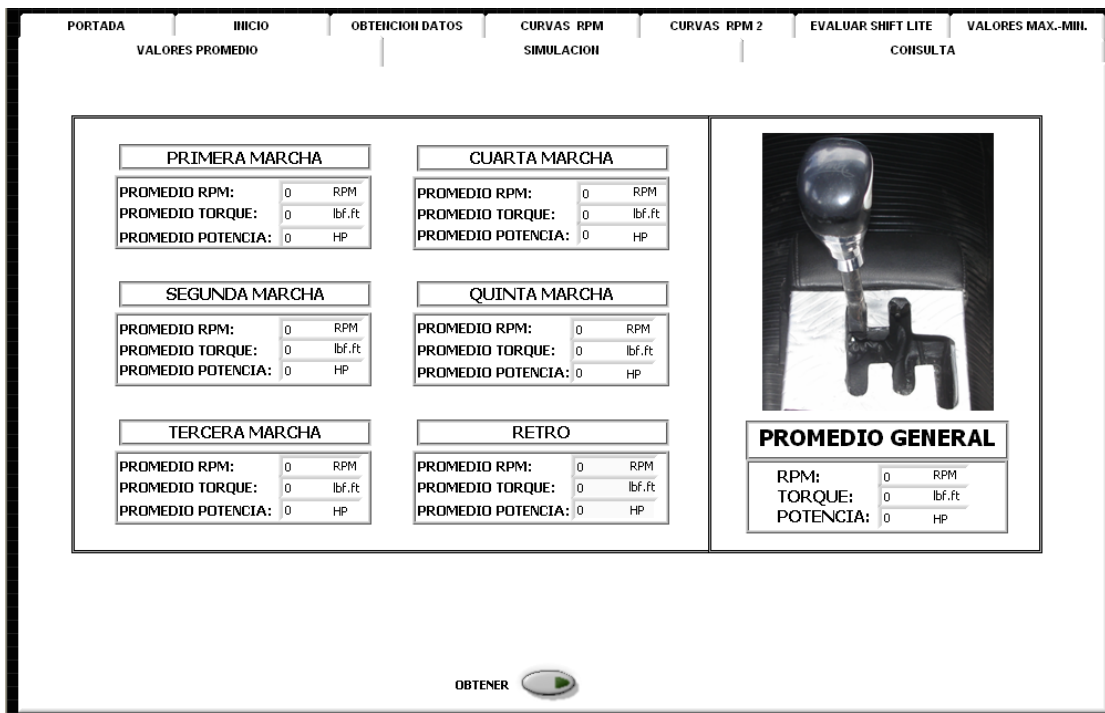 PORTADA
INICIO
OBTENCION DATOS
CURVAS RPM
CURVAS RPM 2
EVALUAR SHIFT LITE
VALORES MAX.-MIN.
VALORES PROMEDIO
SIMULACION
CONSULTA
PRIMERA MARCHA
PROMEDIO RPM: 0 RPM
PROMEDIO TORQUE: 0 lbf.ft
PROMEDIO POTENCIA: 0 HP
SEGUNDA MARCHA
PROMEDIO RPM: 0 RPM
PROMEDIO TORQUE: 0 lbf.ft
PROMEDIO POTENCIA: 0 HP
TERCERA MARCHA
PROMEDIO RPM: 0 RPM
PROMEDIO TORQUE: 0 lbf.ft
PROMEDIO POTENCIA: 0 HP
CUARTA MARCHA
PROMEDIO RPM: 0 RPM
PROMEDIO TORQUE: 0 lbf.ft
PROMEDIO POTENCIA: 0 HP
QUINTA MARCHA
PROMEDIO RPM: 0 RPM
PROMEDIO TORQUE: 0 lbf.ft
PROMEDIO POTENCIA: 0 HP
RETRO
PROMEDIO RPM: 0 RPM
PROMEDIO TORQUE: 0 lbf.ft
PROMEDIO POTENCIA: 0 HP
PROMEDIO GENERAL
RPM: 0 RPM
TORQUE: 0 lbf.ft
POTENCIA: 0 HP
OBTENER